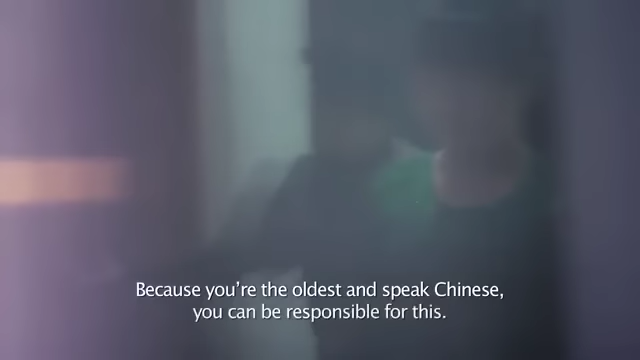 Because you're the oldest and speak Chinese,
you can be responsible for this.